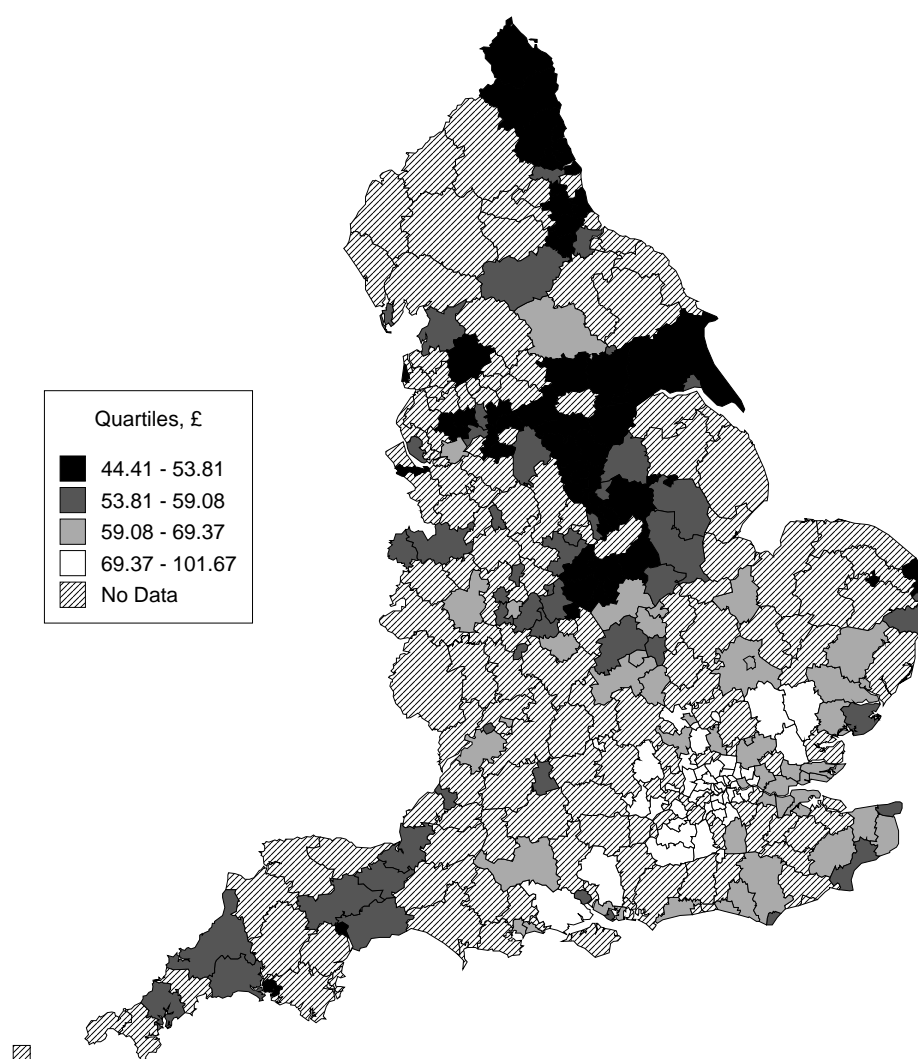 Quartiles, £
44.41 - 53.81
53.81 - 59.08
59.08 - 69.37
69.37 - 101.67
No Data